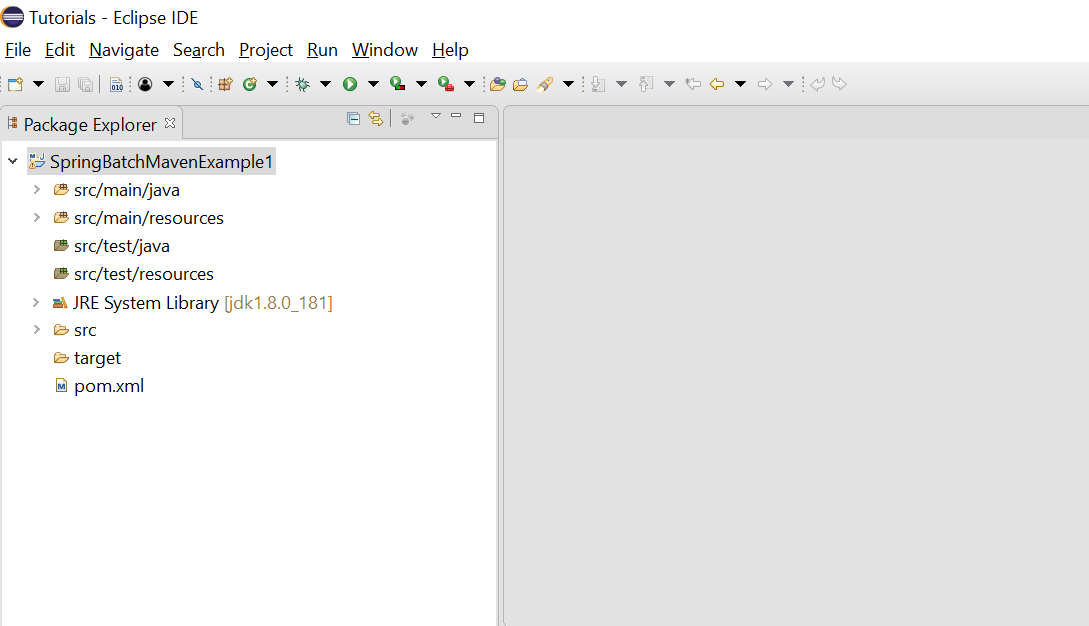 Tutorials - Eclipse IDE
File Edit Navigate Search Project Run Window Help
Package Explorer
SpringBatchMavenExample1
src/main/java
src/main/resources
src/test/java
src/test/resources
JRE System Library [jdk1.8.0_181]
src
target
pom.xml